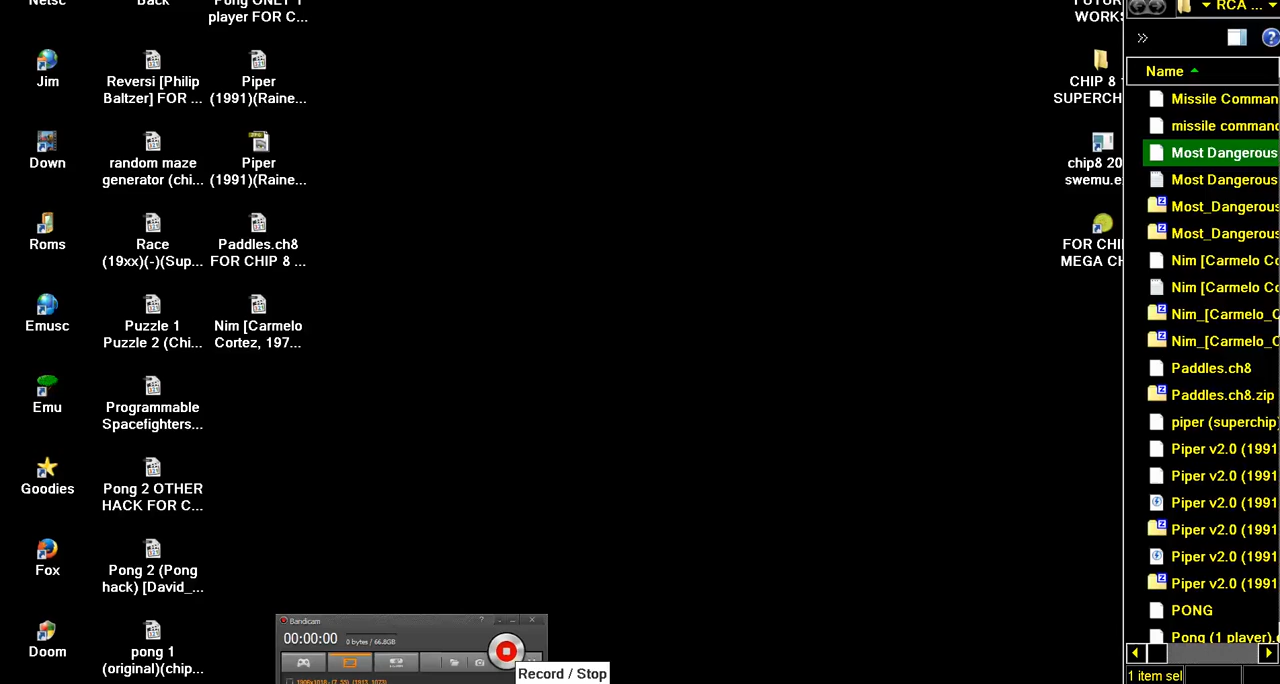 Netsc
Back
Pong ONLY 1
player FOR C...
Jim
Reversi [Philip
Baltzer] FOR ...
Piper
(1991)(Raine...
Down
random maze
generator (chi...
Piper
(1991)(Raine...
Roms
Race
(19xx)(-)(Sup...
Paddles.ch8
FOR CHIP 8 ...
Emusc
Puzzle 1
Puzzle 2 (Chi...
Nim [Carmelo
Cortez, 197...
Emu
Programmable
Spacefighters...
Goodies
Pong 2 OTHER
HACK FOR C...
Fox
Pong 2 (Pong
hack) [David_...
Doom
pong 1
(original)(chip...
Bandicam
00:00:00
0 bytes / 66.8GB
1906x1018 - (7, 55), (1913, 1073)
Record / Stop
WORKS
CHIP 8
SUPERCH
chip8 20
swemu.e
FOR CHI
MEGA CH
RCA ...
»
Name
Missile Comman
missile command
Most Dangerous
Most Dangerous
Most_Dangerous
Most_Dangerous
Nim [Carmelo Co
Nim [Carmelo Co
Nim_[Carmelo_C
Nim_[Carmelo_C
Paddles.ch8
Paddles.ch8.zip
piper (superchip)
Piper v2.0 (1991
Piper v2.0 (1991
Piper v2.0 (1991
Piper v2.0 (1991
Piper v2.0 (1991
Piper v2.0 (1991
PONG
Pong (1 player).c
1 item sel